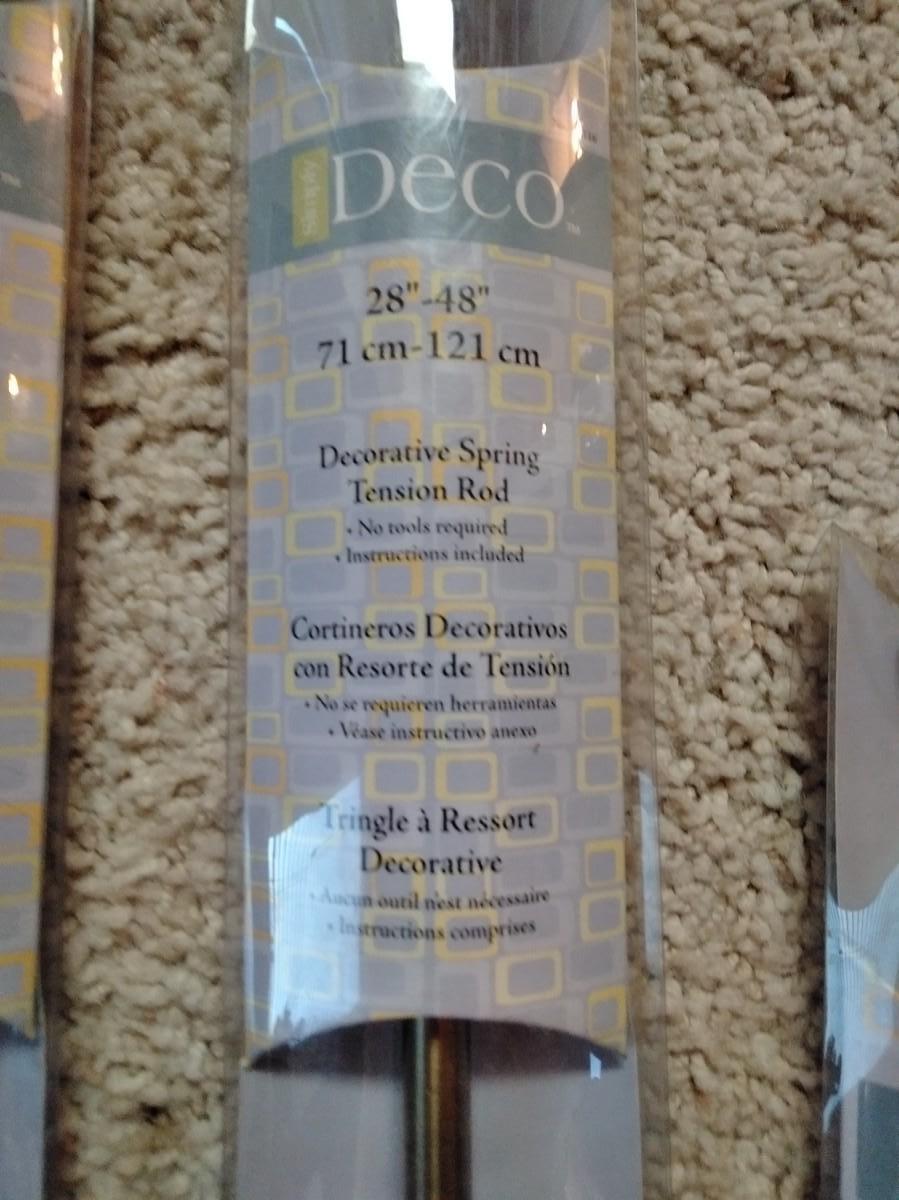 Deco™
28"-48"
71 cm-121 cm
Decorative Spring
Tension Rod
• No tools required
• Instructions included
Cortineros Decorativos
con Resorte de Tensión
• No se requieren herramientas
• Véase instructivo anexo
Tringle à Ressort
Decorative
• Aucun outil n'est nécessaire
• Instructions comprises